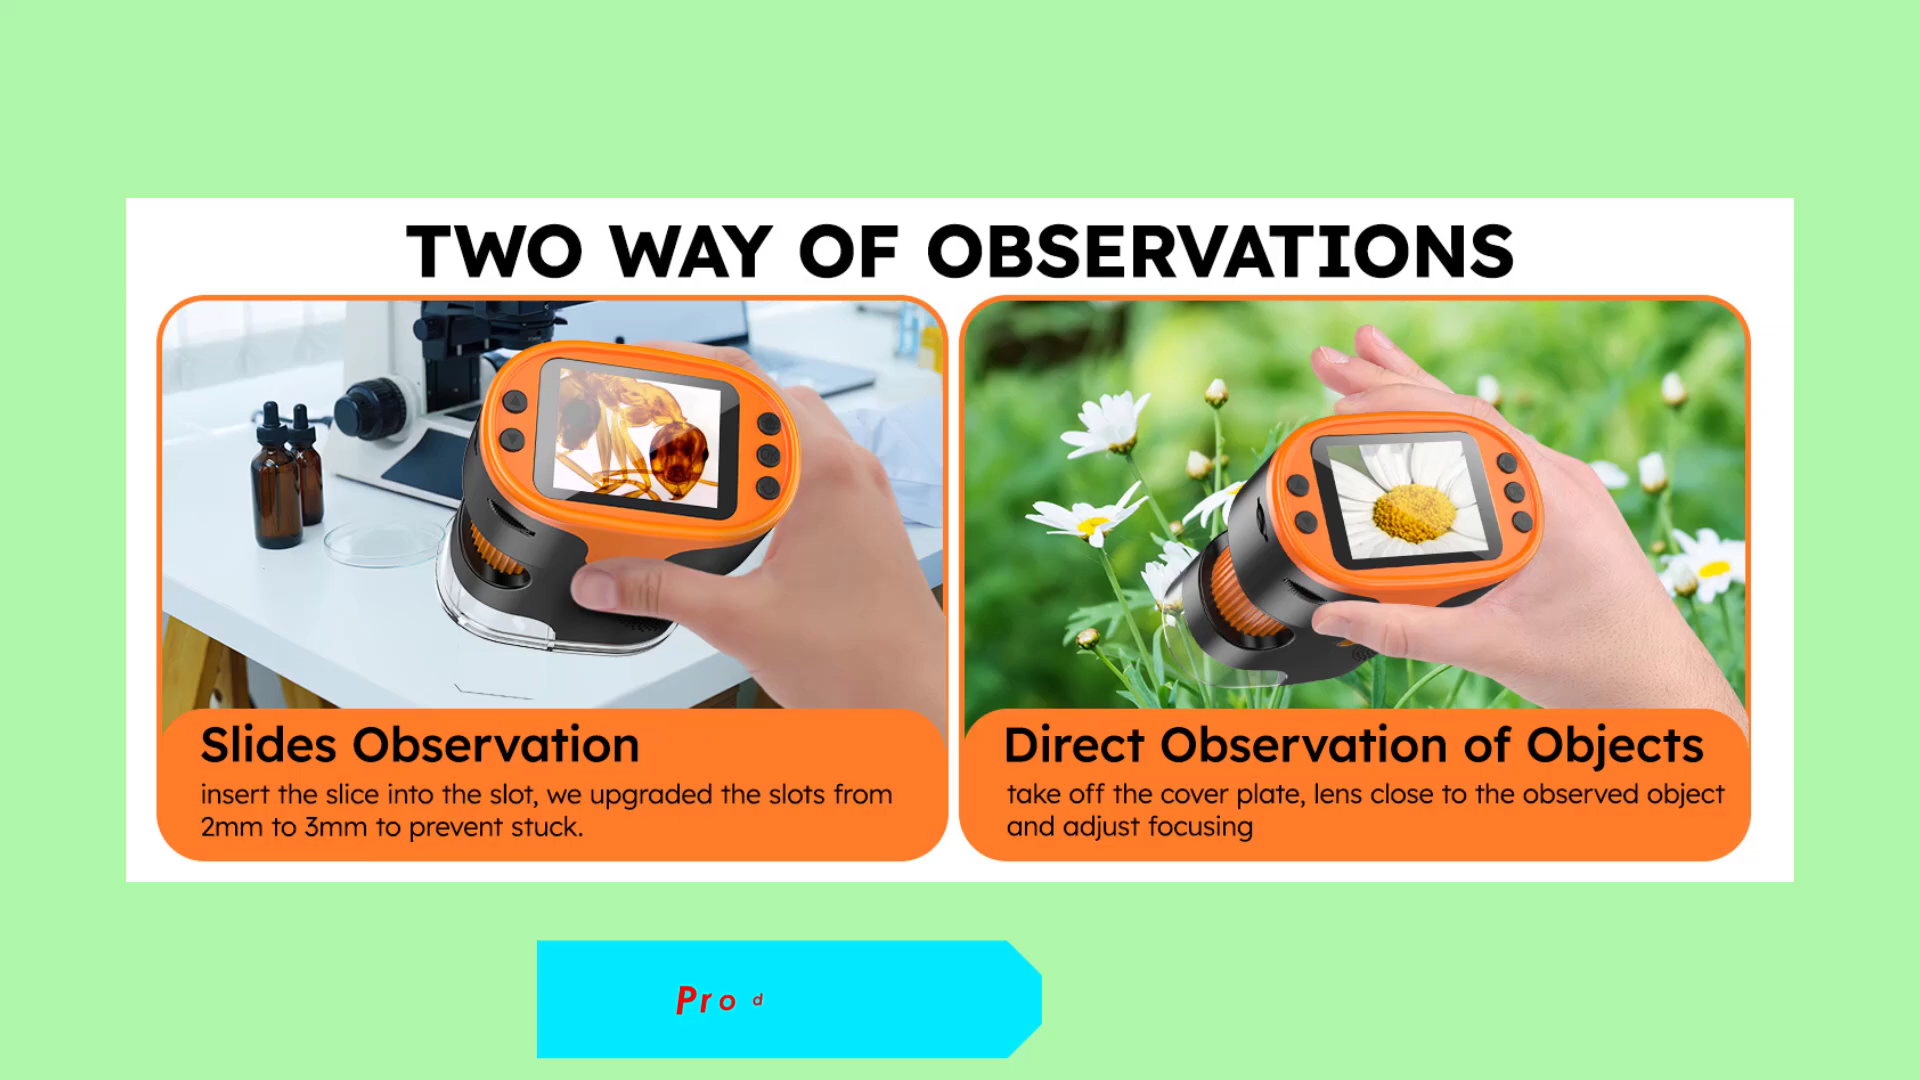 TWO WAY OF OBSERVATIONS
Slides Observation
insert the slice into the slot, we upgraded the slots from
2mm to 3mm to prevent stuck.
Direct Observation of Objects
take off the cover plate, lens close to the observed object
and adjust focusing
Prod